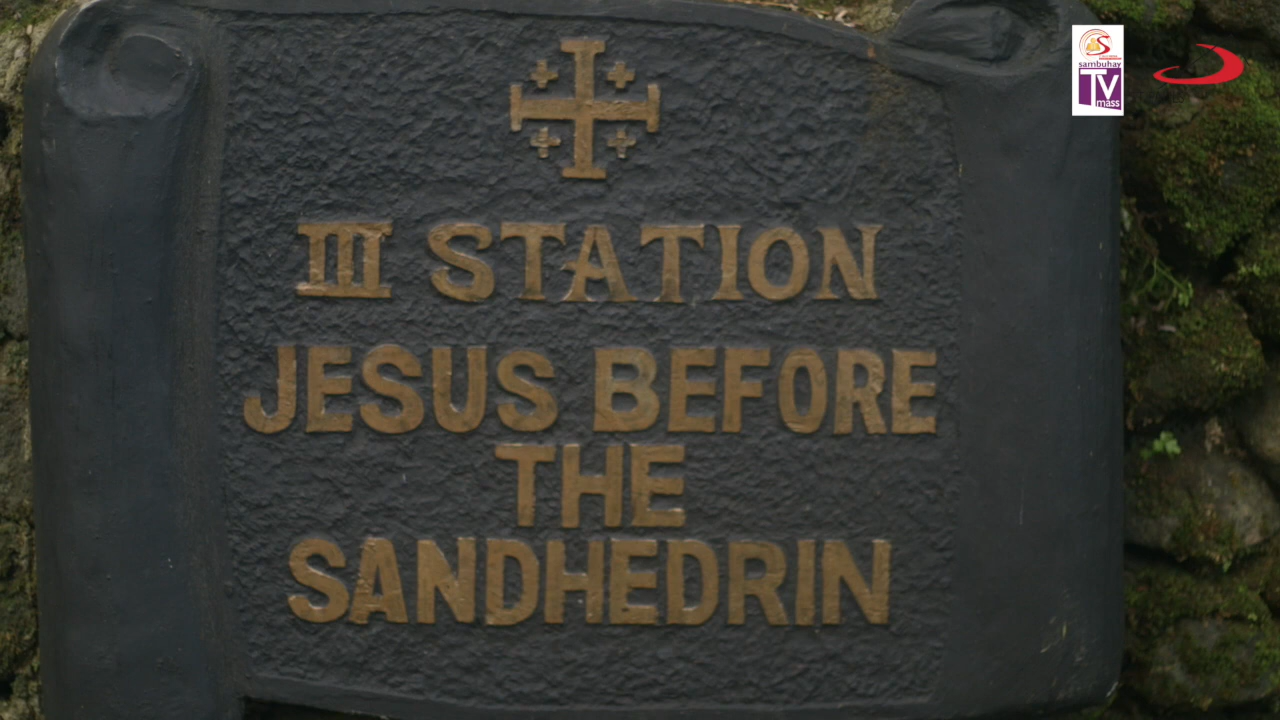 III STATION
JESUS BEFORE
THE
SANDHEDRIN
sambuhay
TV
mass